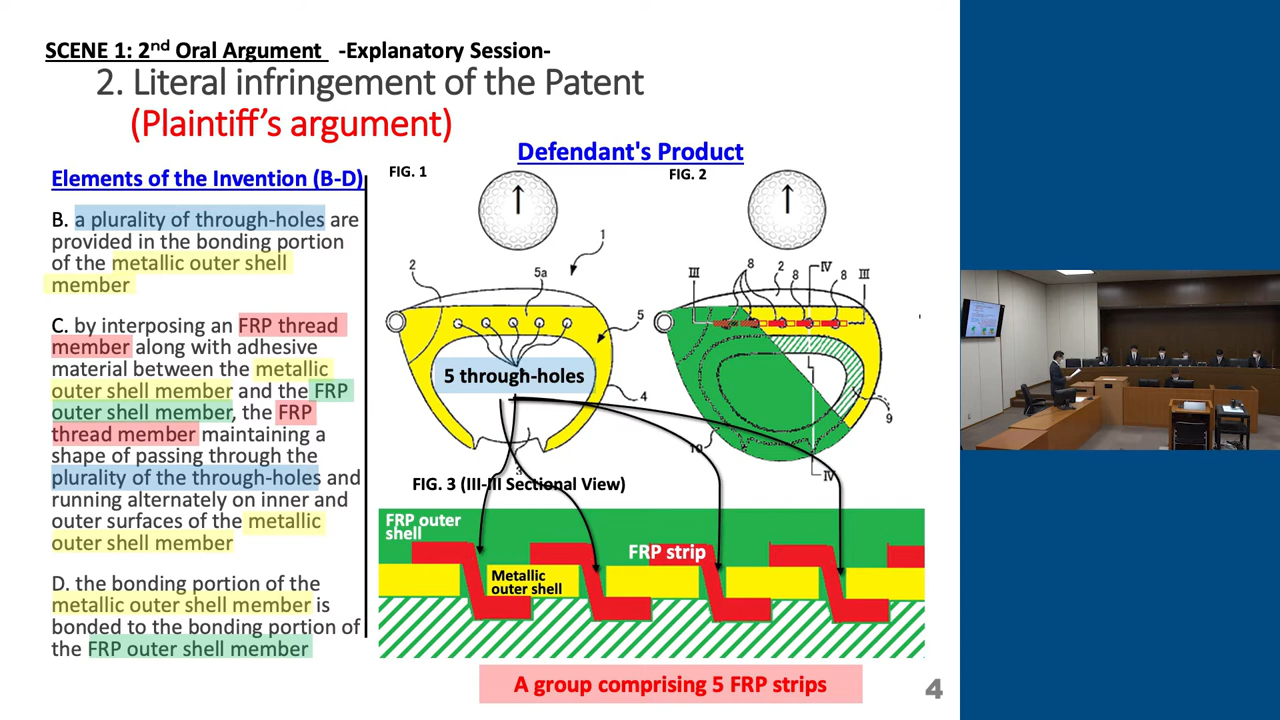 SCENE 1: 2nd Oral Argument -Explanatory Session-
2. Literal infringement of the Patent
(Plaintiff's argument)
Elements of the Invention (B-D)
B. a plurality of through-holes are
provided in the bonding portion
of the metallic outer shell
member
C. by interposing an FRP thread
member along with adhesive
material between the metallic
outer shell member and the FRP
outer shell member, the FRP
thread member maintaining a
shape of passing through the
plurality of the through-holes and
running alternately on inner and
outer surfaces of the metallic
outer shell member
D. the bonding portion of the
metallic outer shell member is
bonded to the bonding portion of
the FRP outer shell member
Defendant's Product
FIG. 1
1
2
5a
5
5 through-holes
4
3
FIG. 2
III
8
2
8
IV
8
III
9
10
IV
FIG. 3 (III-III Sectional View)
FRP outer
shell
FRP strip
Metallic
outer shell
A group comprising 5 FRP strips
4